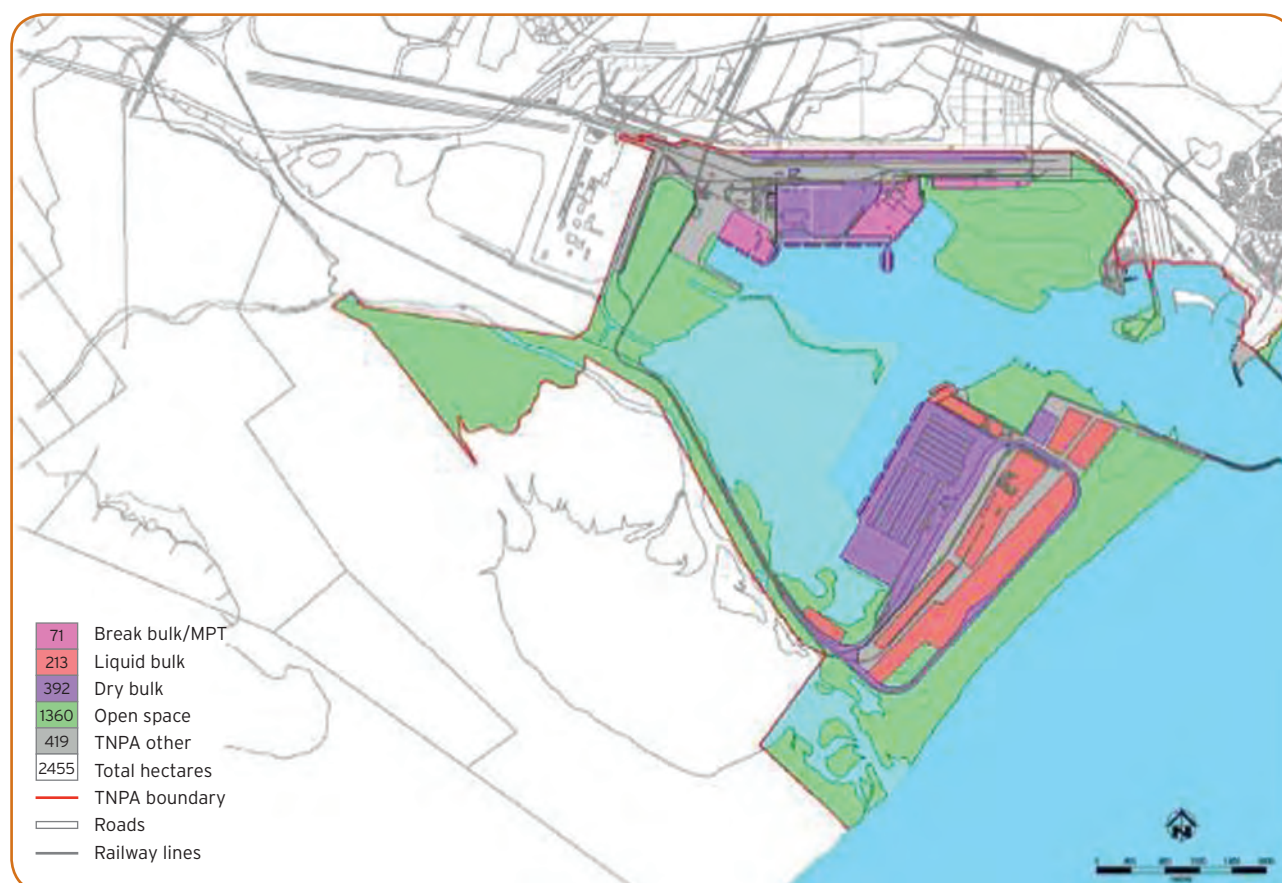 71 Break bulk/MPT
213 Liquid bulk
392 Dry bulk
1360 Open space
419 TNPA other
2455 Total hectares
TNPA boundary
Roads
Railway lines
N